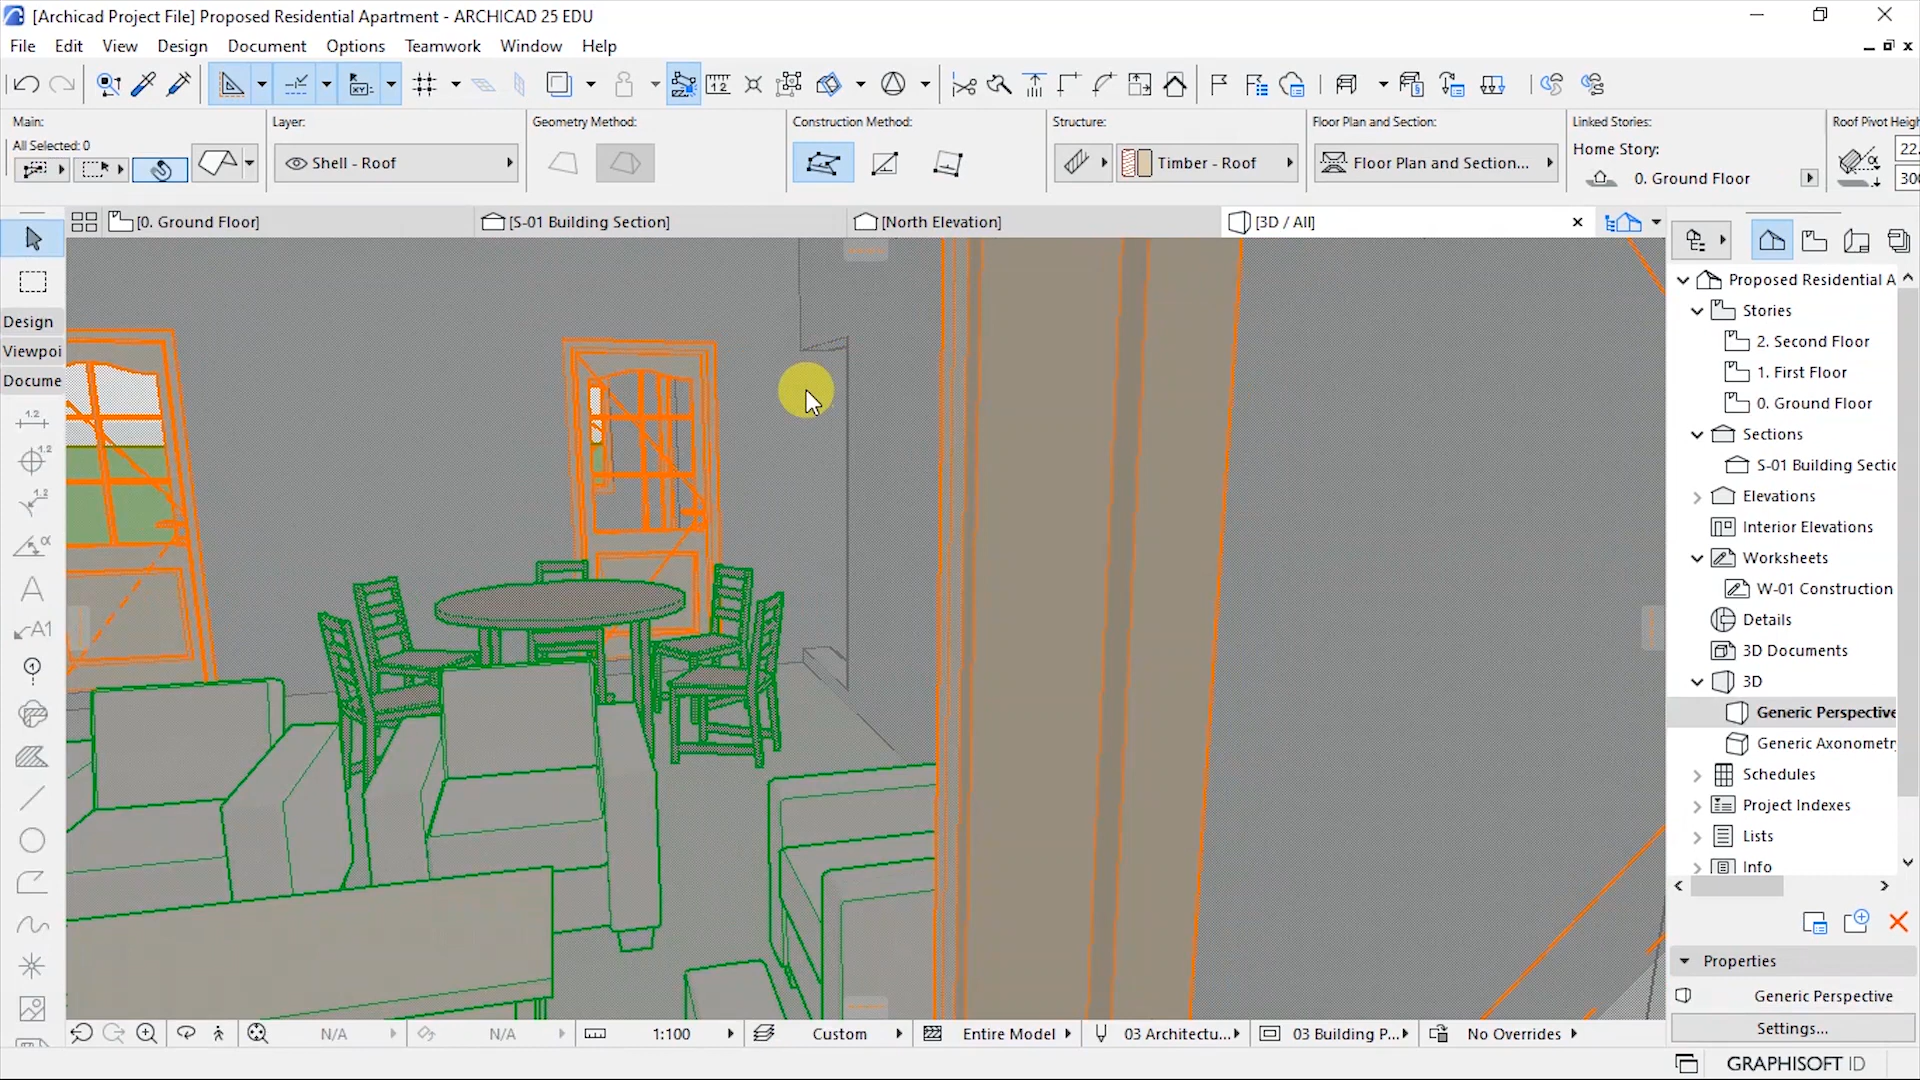 [Archicad Project File] Proposed Residential Apartment - ARCHICAD 25 EDU
File Edit View Design Document Options Teamwork Window Help
Main:
All Selected: 0
Layer:
Shell - Roof
Geometry Method:
Construction Method:
Structure:
Timber - Roof
Floor Plan and Section:
Floor Plan and Section...
Linked Stories:
Home Story:
0. Ground Floor
Roof Pivot Heigh
22.
300
[0. Ground Floor]
[S-01 Building Section]
[North Elevation]
[3D / All]
Design
Viewpoi
Docume
Proposed Residential A
Stories
2. Second Floor
1. First Floor
0. Ground Floor
Sections
S-01 Building Sectic
Elevations
Interior Elevations
Worksheets
W-01 Construction
Details
3D Documents
3D
Generic Perspective
Generic Axonometr
Schedules
Project Indexes
Lists
Info
Properties
Generic Perspective
Settings...
N/A
N/A
1:100
Custom
Entire Model
03 Architectu...
03 Building P...
No Overrides
GRAPHISOFT ID